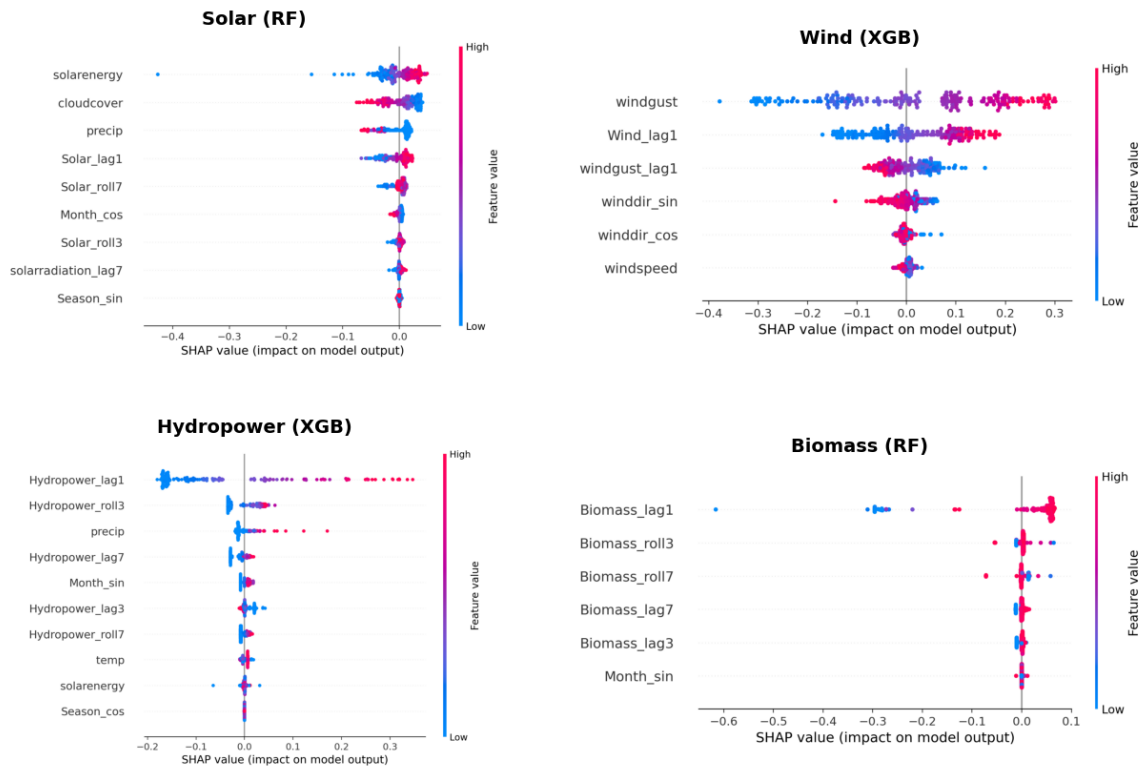 Solar (RF)
High
solarenergy
cloudcover
precip
Solar_lag1
Solar_roll7
Month_cos
Solar_roll3
solarradiation_lag7
Season_sin
Feature value
Low
−0.4 −0.3 −0.2 −0.1 0.0
SHAP value (impact on model output)
Wind (XGB)
High
windgust
Wind_lag1
windgust_lag1
winddir_sin
winddir_cos
windspeed
Feature value
Low
−0.4 −0.3 −0.2 −0.1 0.0 0.1 0.2 0.3
SHAP value (impact on model output)
Hydropower (XGB)
High
Hydropower_lag1
Hydropower_roll3
precip
Hydropower_lag7
Month_sin
Hydropower_lag3
Hydropower_roll7
temp
solarenergy
Season_cos
Feature value
Low
−0.2 −0.1 0.0 0.1 0.2 0.3
SHAP value (impact on model output)
Biomass (RF)
High
Biomass_lag1
Biomass_roll3
Biomass_roll7
Biomass_lag7
Biomass_lag3
Month_sin
Feature value
Low
−0.6 −0.5 −0.4 −0.3 −0.2 −0.1 0.0 0.1
SHAP value (impact on model output)